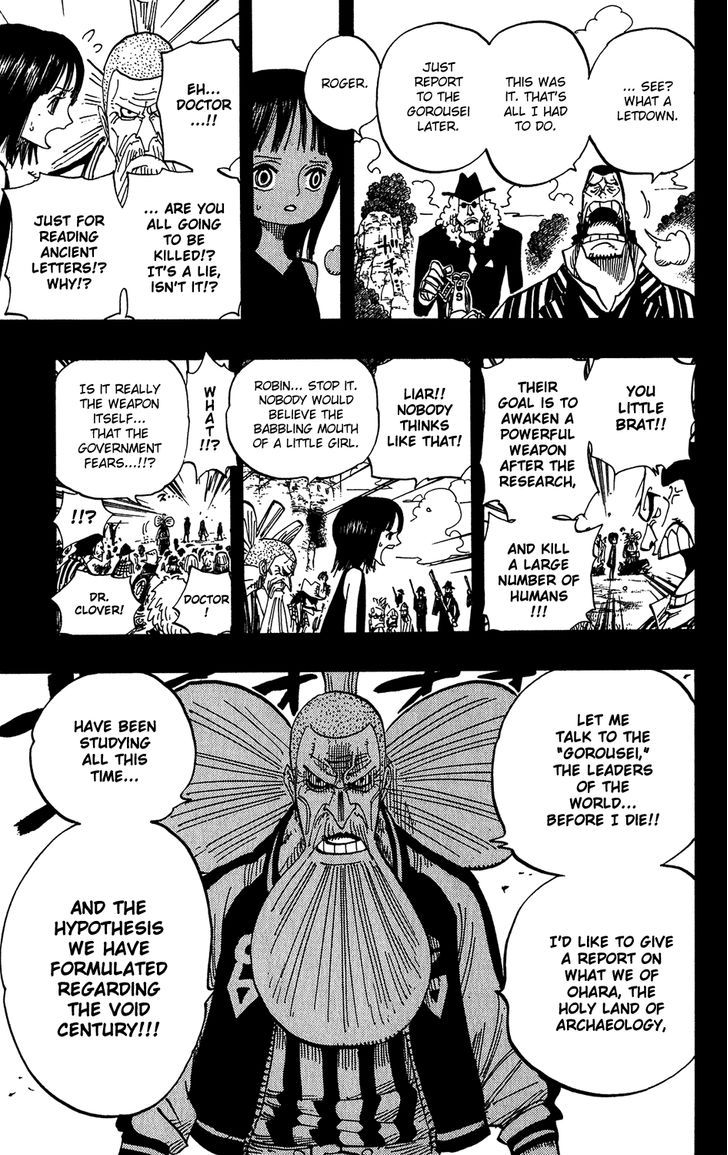 ... SEE?
WHAT A
LETDOWN.
THIS WAS
IT. THAT'S
ALL I HAD
TO DO.
JUST
REPORT
TO THE
GOROUSEI
LATER.
ROGER.
EH...
DOCTOR
...!!
... ARE YOU
ALL GOING
TO BE
KILLED!?
IT'S A LIE,
ISN'T IT!?
JUST FOR
READING
ANCIENT
LETTERS!?
WHY!?
YOU
LITTLE
BRAT!!
THEIR
GOAL IS TO
AWAKEN A
POWERFUL
WEAPON
AFTER THE
RESEARCH,
AND KILL
A LARGE
NUMBER OF
HUMANS
!!!
LIAR!!
NOBODY
THINKS
LIKE THAT!
ROBIN... STOP IT.
NOBODY WOULD
BELIEVE THE
BABBLING MOUTH
OF A LITTLE GIRL.
WHAT
!!?
IS IT REALLY
THE WEAPON
ITSELF...
THAT THE
GOVERNMENT
FEARS...!!?
!!?
DOCTOR
!
DR.
CLOVER!
LET ME
TALK TO THE
"GOROUSEI,"
THE LEADERS
OF THE
WORLD...
BEFORE I DIE!!
I'D LIKE TO GIVE
A REPORT ON
WHAT WE OF
OHARA, THE
HOLY LAND OF
ARCHAEOLOGY,
HAVE BEEN
STUDYING
ALL THIS
TIME...
AND THE
HYPOTHESIS
WE HAVE
FORMULATED
REGARDING
THE VOID
CENTURY!!!